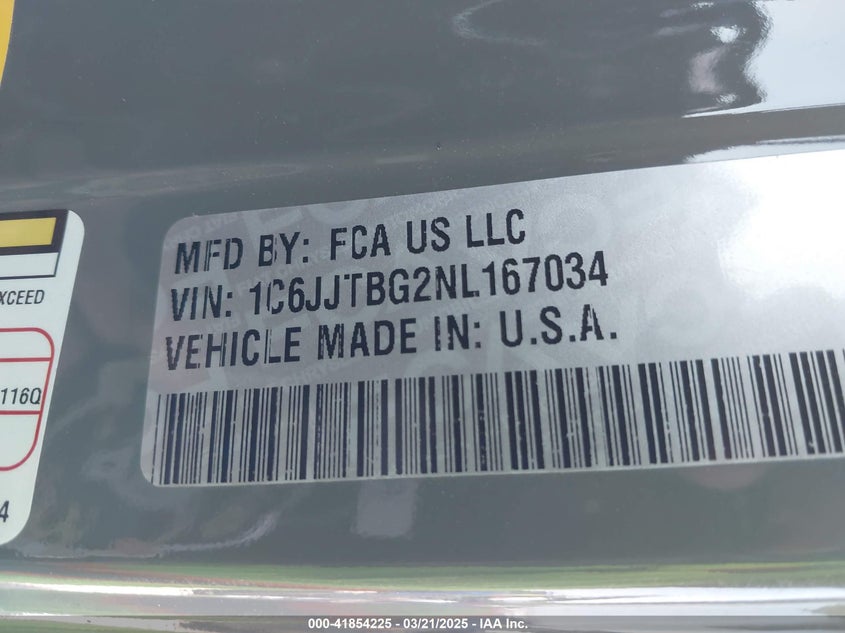 MFD BY: FCA US LLC
VIN: 1C6JJTBG2NL167034
VEHICLE MADE IN: U.S.A.
EXCEED
116Q
4
000-41854225 - 03/21/2025 - IAA Inc.